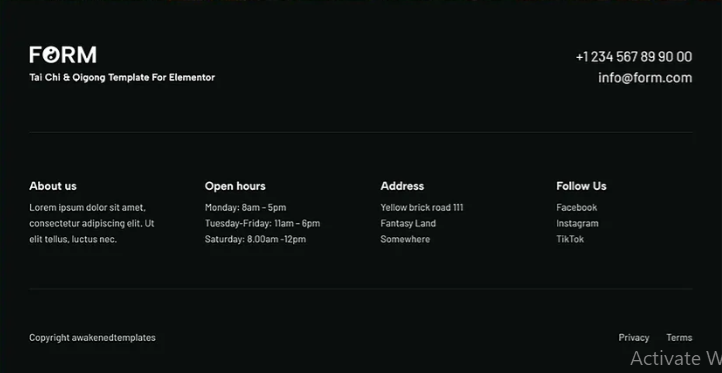 FORM
Tai Chi & Qigong Template For Elementor
+1 234 567 89 90 00
info@form.com
About us
Lorem ipsum dolor sit amet,
consectetur adipiscing elit. Ut
elit tellus, luctus nec.
Open hours
Monday: 8am - 5pm
Tuesday-Friday: 11am - 6pm
Saturday: 8.00am -12pm
Address
Yellow brick road 111
Fantasy Land
Somewhere
Follow Us
Facebook
Instagram
TikTok
Copyright awakenedtemplates
Privacy Terms
Activate W